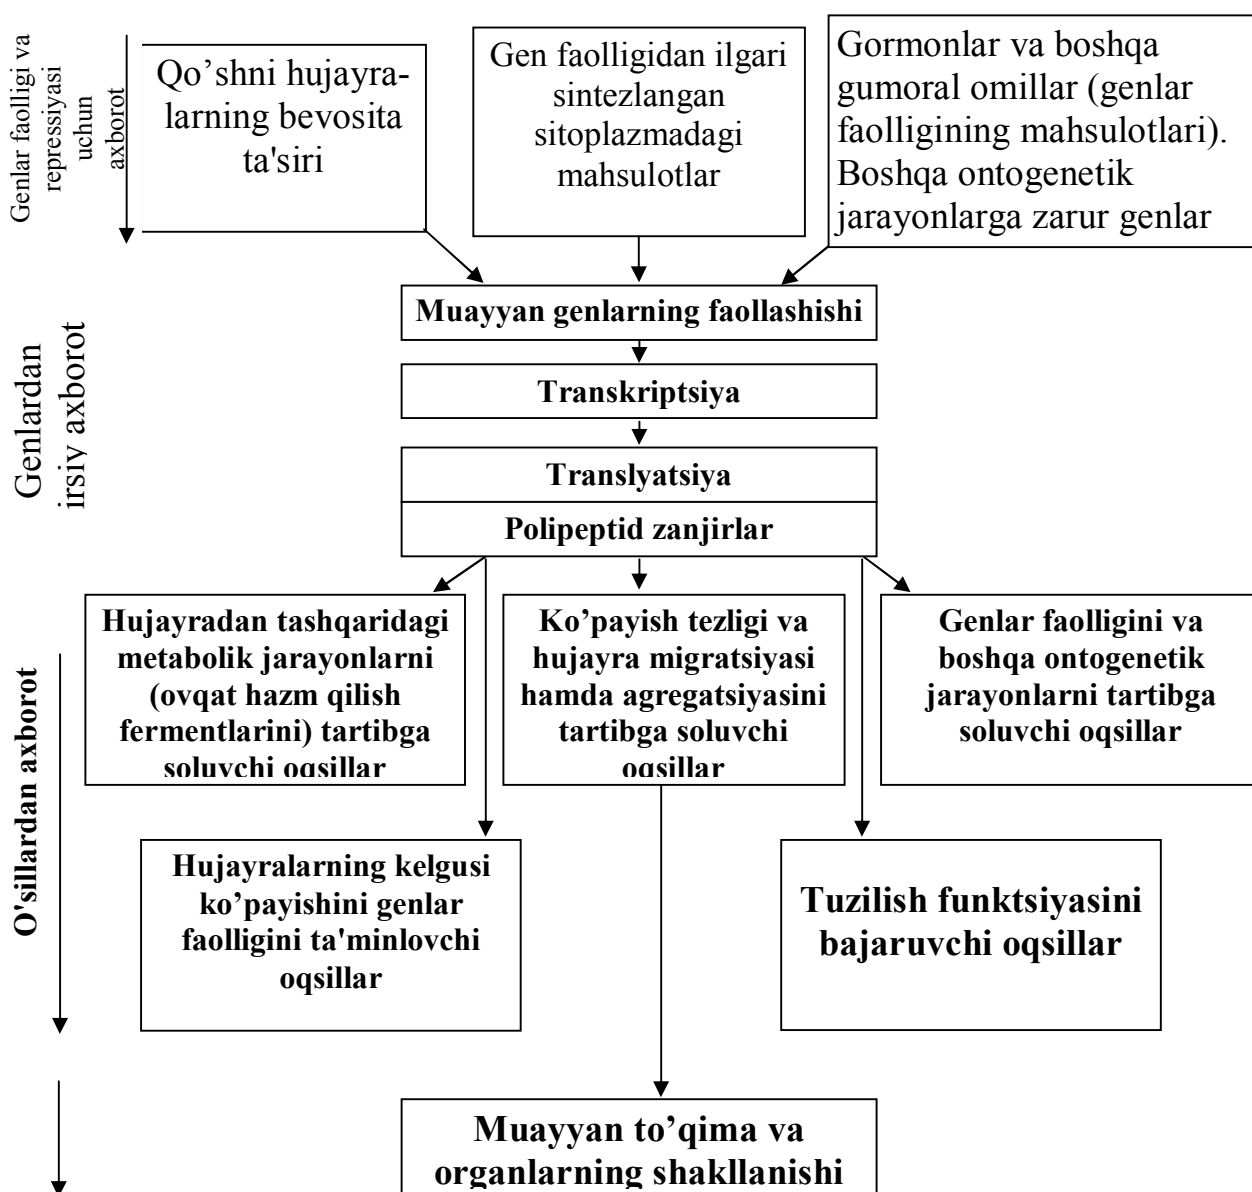 Genlar faolligi va
repressiyasi
uchun
axborot
Qo’shni hujayra-
larning bevosita
ta'siri
Gen faolligidan ilgari
sintezlangan
sitoplazmadagi
mahsulotlar
Gormonlar va boshqa
gumoral omillar (genlar
faolligining mahsulotlari).
Boshqa ontogenetik
jarayonlarga zarur genlar
Genlardan
irsiy axborot
Muayyan genlarning faollashishi
Transkriptsiya
Translyatsiya
Polipeptid zanjirlar
O'sillardan axborot
Hujayradan tashqaridagi
metabolik jarayonlarni
(ovqat hazm qilish
fermentlarini) tartibga
soluvchi oqsillar
Ko’payish tezligi va
hujayra migratsiyasi
hamda agregatsiyasini
tartibga soluvchi
oqsillar
Genlar faolligini va
boshqa ontogenetik
jarayonlarni tartibga
soluvchi oqsillar
Hujayralarning kelgusi
ko’payishini genlar
faolligini ta'minlovchi
oqsillar
Tuzilish funktsiyasini
bajaruvchi oqsillar
Muayyan to’qima va
organlarning shakllanishi